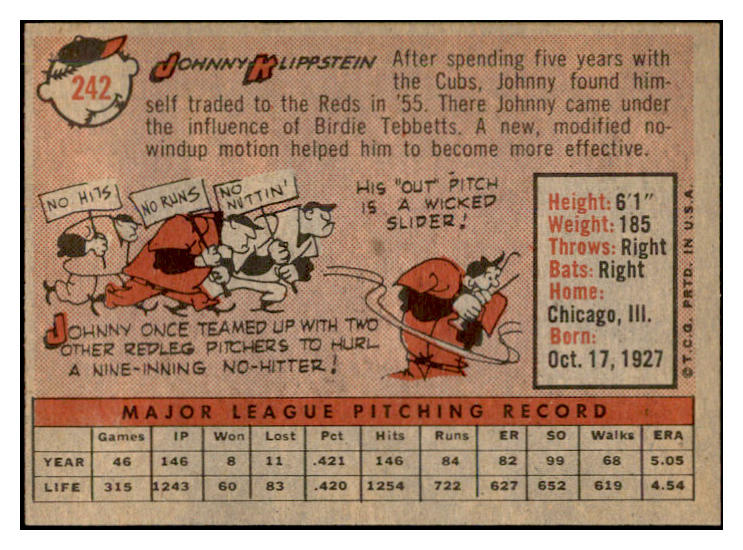 242
JOHNNY KLIPPSTEIN
After spending five years with
the Cubs, Johnny found him-
self traded to the Reds in '55. There Johnny came under
the influence of Birdie Tebbetts. A new, modified no-
windup motion helped him to become more effective.
NO HITS
NO RUNS
NO NUTTIN'
HIS "OUT" PITCH
IS A WICKED
SLIDER!
JOHNNY ONCE TEAMED UP WITH TWO
OTHER REDLEG PITCHERS TO HURL
A NINE-INNING NO-HITTER!
Height: 6'1"
Weight: 185
Throws: Right
Bats: Right
Home:
Chicago, Ill.
Born:
Oct. 17, 1927
© T.C.G. PRTD. IN U.S.A.
MAJOR LEAGUE PITCHING RECORD
Games IP Won Lost Pct Hits Runs ER SO Walks ERA
YEAR 46 146 8 11 .421 146 84 82 99 68 5.05
LIFE 315 1243 60 83 .420 1254 722 627 652 619 4.54